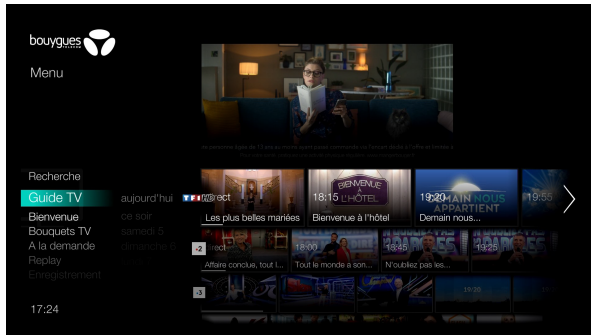 bouygues
TELECOM
Menu
Recherche
Guide TV
aujourd'hui
TF1
direct
18:15
19:20
19:55
BIENVENUE
À
L'HÔTEL
DEMAIN NOUS
APPARTIENT
Les plus belles mariées
Bienvenue à l'hôtel
Demain nous...
Bienvenue
ce soir
Bouquets TV
samedi 5
A la demande
dimanche 6
Replay
Enregistrement
-2
direct
18:00
18:45
19:25
Affaire conclue, tout l...
Tout le monde a son...
N'oubliez pas les...
-3
19:20
17:24